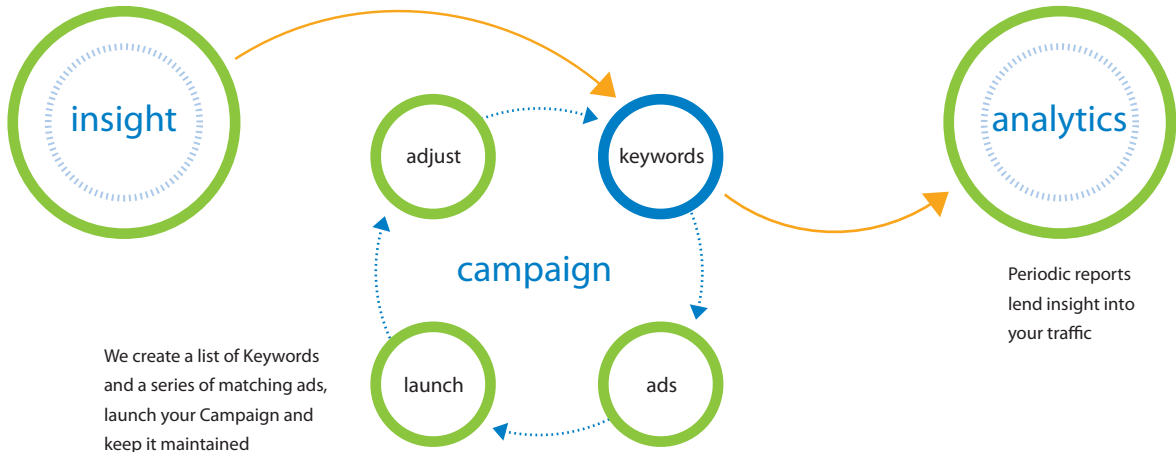 insight
analytics
adjust
keywords
campaign
Periodic reports
lend insight into
your traffic
We create a list of Keywords
and a series of matching ads,
launch your Campaign and
keep it maintained
launch
ads